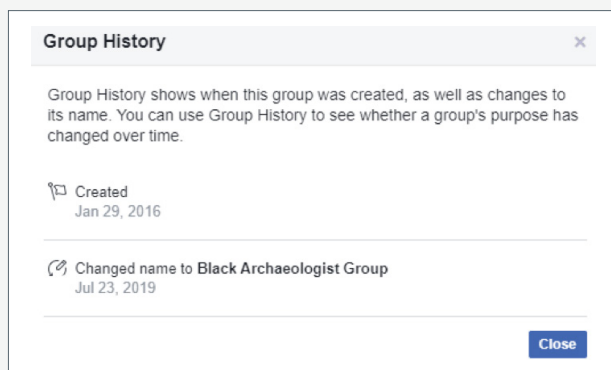 Group History
Group History shows when this group was created, as well as changes to
its name. You can use Group History to see whether a group's purpose has
changed over time.
Created
Jan 29, 2016
Changed name to Black Archaeologist Group
Jul 23, 2019
Close